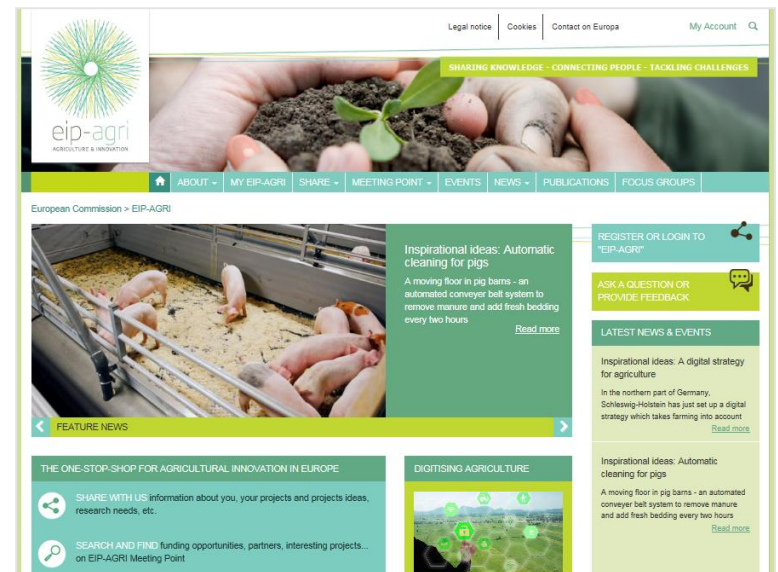 Legal notice
Cookies
Contact on Europa
My Account
SHARING KNOWLEDGE - CONNECTING PEOPLE - TACKLING CHALLENGES
eip-agri
AGRICULTURE & INNOVATION
ABOUT
MY EIP-AGRI
SHARE
MEETING POINT
EVENTS
NEWS
PUBLICATIONS
FOCUS GROUPS
European Commission > EIP-AGRI
Inspirational ideas: Automatic
cleaning for pigs
A moving floor in pig barns - an
automated conveyer belt system to
remove manure and add fresh bedding
every two hours
Read more
FEATURE NEWS
THE ONE-STOP-SHOP FOR AGRICULTURAL INNOVATION IN EUROPE
SHARE WITH US information about you, your projects and projects ideas,
research needs, etc.
SEARCH AND FIND funding opportunities, partners, interesting projects...
on EIP-AGRI Meeting Point
DIGITISING AGRICULTURE
REGISTER OR LOGIN TO
"EIP-AGRI"
ASK A QUESTION OR
PROVIDE FEEDBACK
LATEST NEWS & EVENTS
Inspirational ideas: A digital strategy
for agriculture
In the northern part of Germany,
Schleswig-Holstein has just set up a digital
strategy which takes farming into account
Read more
Inspirational ideas: Automatic
cleaning for pigs
A moving floor in pig barns - an automated
conveyer belt system to remove manure
and add fresh bedding every two hours
Read more